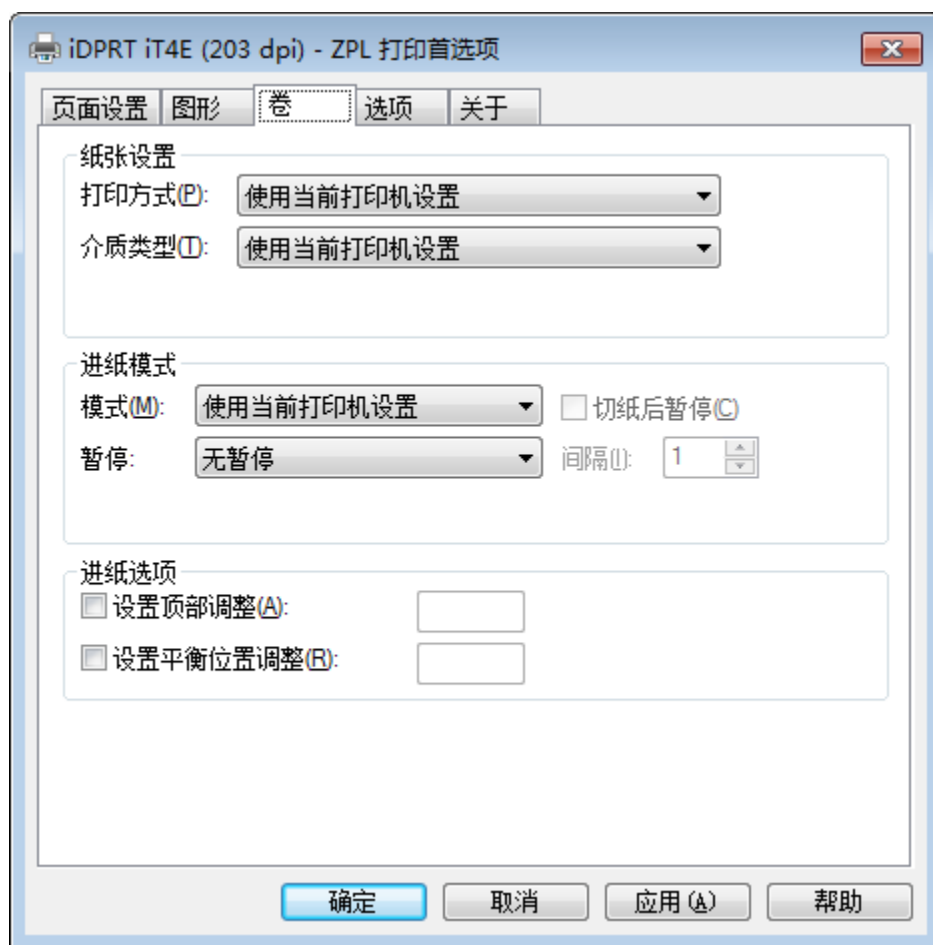 iDPRT iT4E (203 dpi) - ZPL 打印首选项
页面设置 图形 卷 选项 关于
纸张设置
打印方式(P): 使用当前打印机设置
介质类型(T): 使用当前打印机设置
进纸模式
模式(M): 使用当前打印机设置 切纸后暂停(C)
暂停: 无暂停 间隔(I): 1
进纸选项
设置顶部调整(A):
设置平衡位置调整(R):
确定 取消 应用(A) 帮助